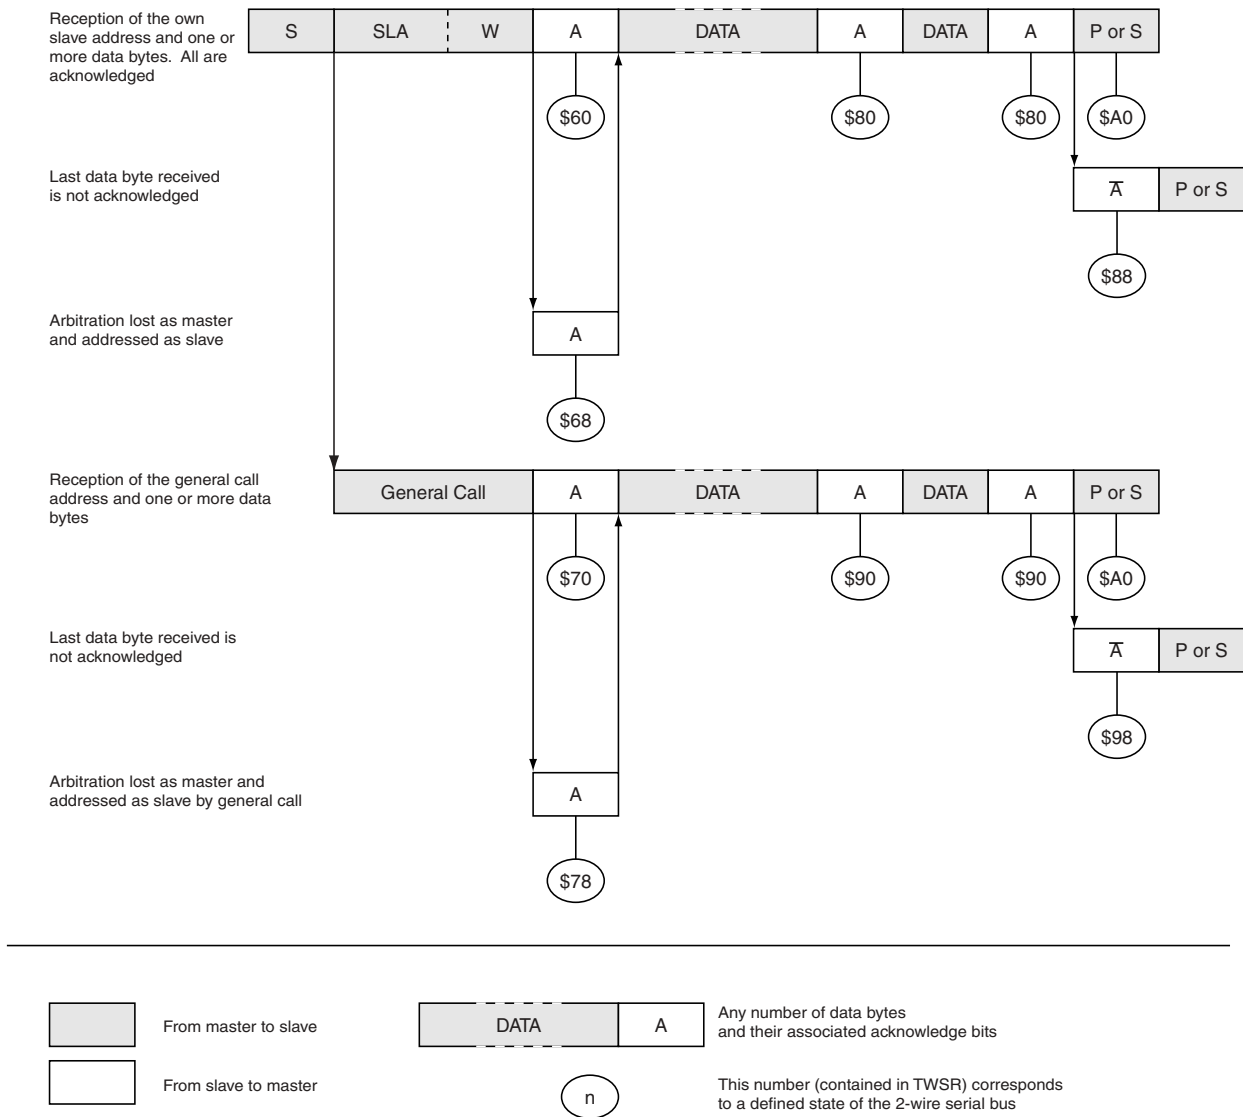 Reception of the own
slave address and one or
more data bytes. All are
acknowledged
S SLA W A DATA A DATA A P or S
$60 $80 $80 $A0
Last data byte received
is not acknowledged
A̅ P or S
$88
Arbitration lost as master
and addressed as slave
A
$68
Reception of the general call
address and one or more data
bytes
General Call A DATA A DATA A P or S
$70 $90 $90 $A0
Last data byte received is
not acknowledged
A̅ P or S
$98
Arbitration lost as master and
addressed as slave by general call
A
$78
From master to slave
DATA A
Any number of data bytes
and their associated acknowledge bits
From slave to master
n
This number (contained in TWSR) corresponds
to a defined state of the 2-wire serial bus